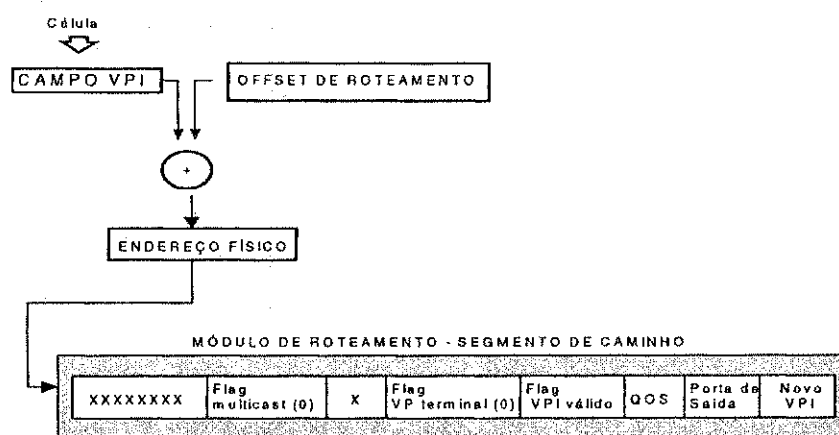 Célula
CAMPO VPI
OFFSET DE ROTEAMENTO
+
ENDEREÇO FÍSICO
MÓDULO DE ROTEAMENTO - SEGMENTO DE CAMINHO
XXXXXXXX
Flag
multicast (0)
X
Flag
VP terminal (0)
Flag
VPI válido
QOS
Porta de
Saída
Novo
VPI